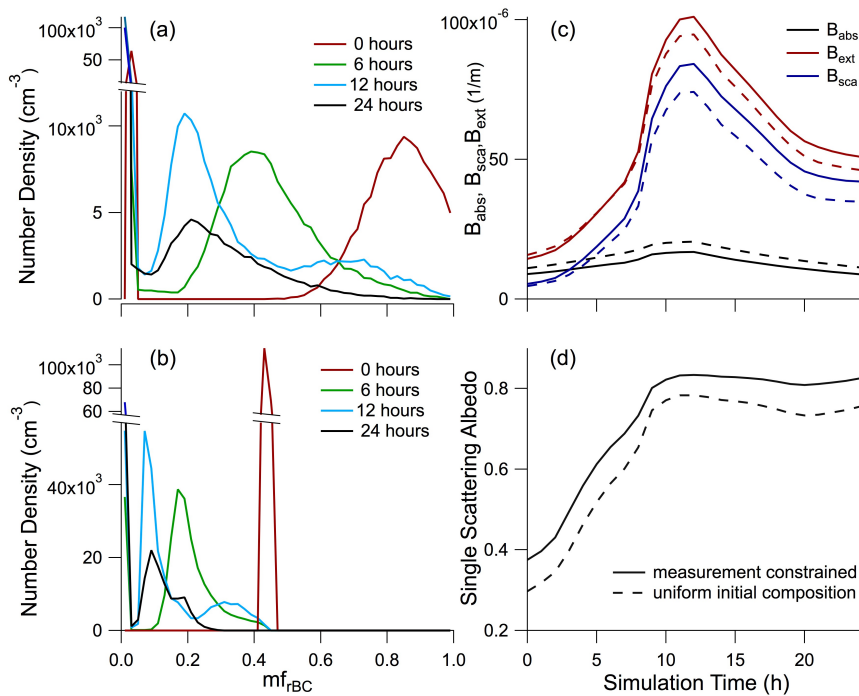 (a)
Number Density (cm⁻³)
100x10³
50
10x10³
5
0
0 hours
6 hours
12 hours
24 hours
(b)
Number Density (cm⁻³)
100x10³
80
60
40x10³
20
0
0 hours
6 hours
12 hours
24 hours
0.0
0.2
0.4
0.6
0.8
1.0
mf_rBC
(c)
B_abs, B_sca, B_ext (1/m)
100x10⁻⁶
50
0
B_abs
B_ext
B_sca
(d)
Single Scattering Albedo
0.8
0.6
0.4
0.2
measurement constrained
uniform initial composition
0
5
10
15
20
Simulation Time (h)